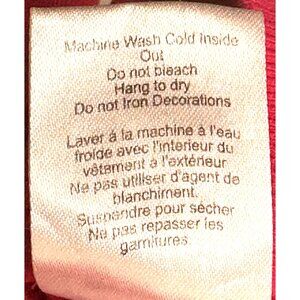 Machine Wash Cold Inside
Out
Do not bleach
Hang to dry
Do not Iron Decorations
Laver à la machine à l'eau
froide avec l'interieur du
vêtement à l'extérieur
Ne pas utiliser d'agent de
blanchiment.
Suspendre pour sécher
Ne pas repasser les
garnitures